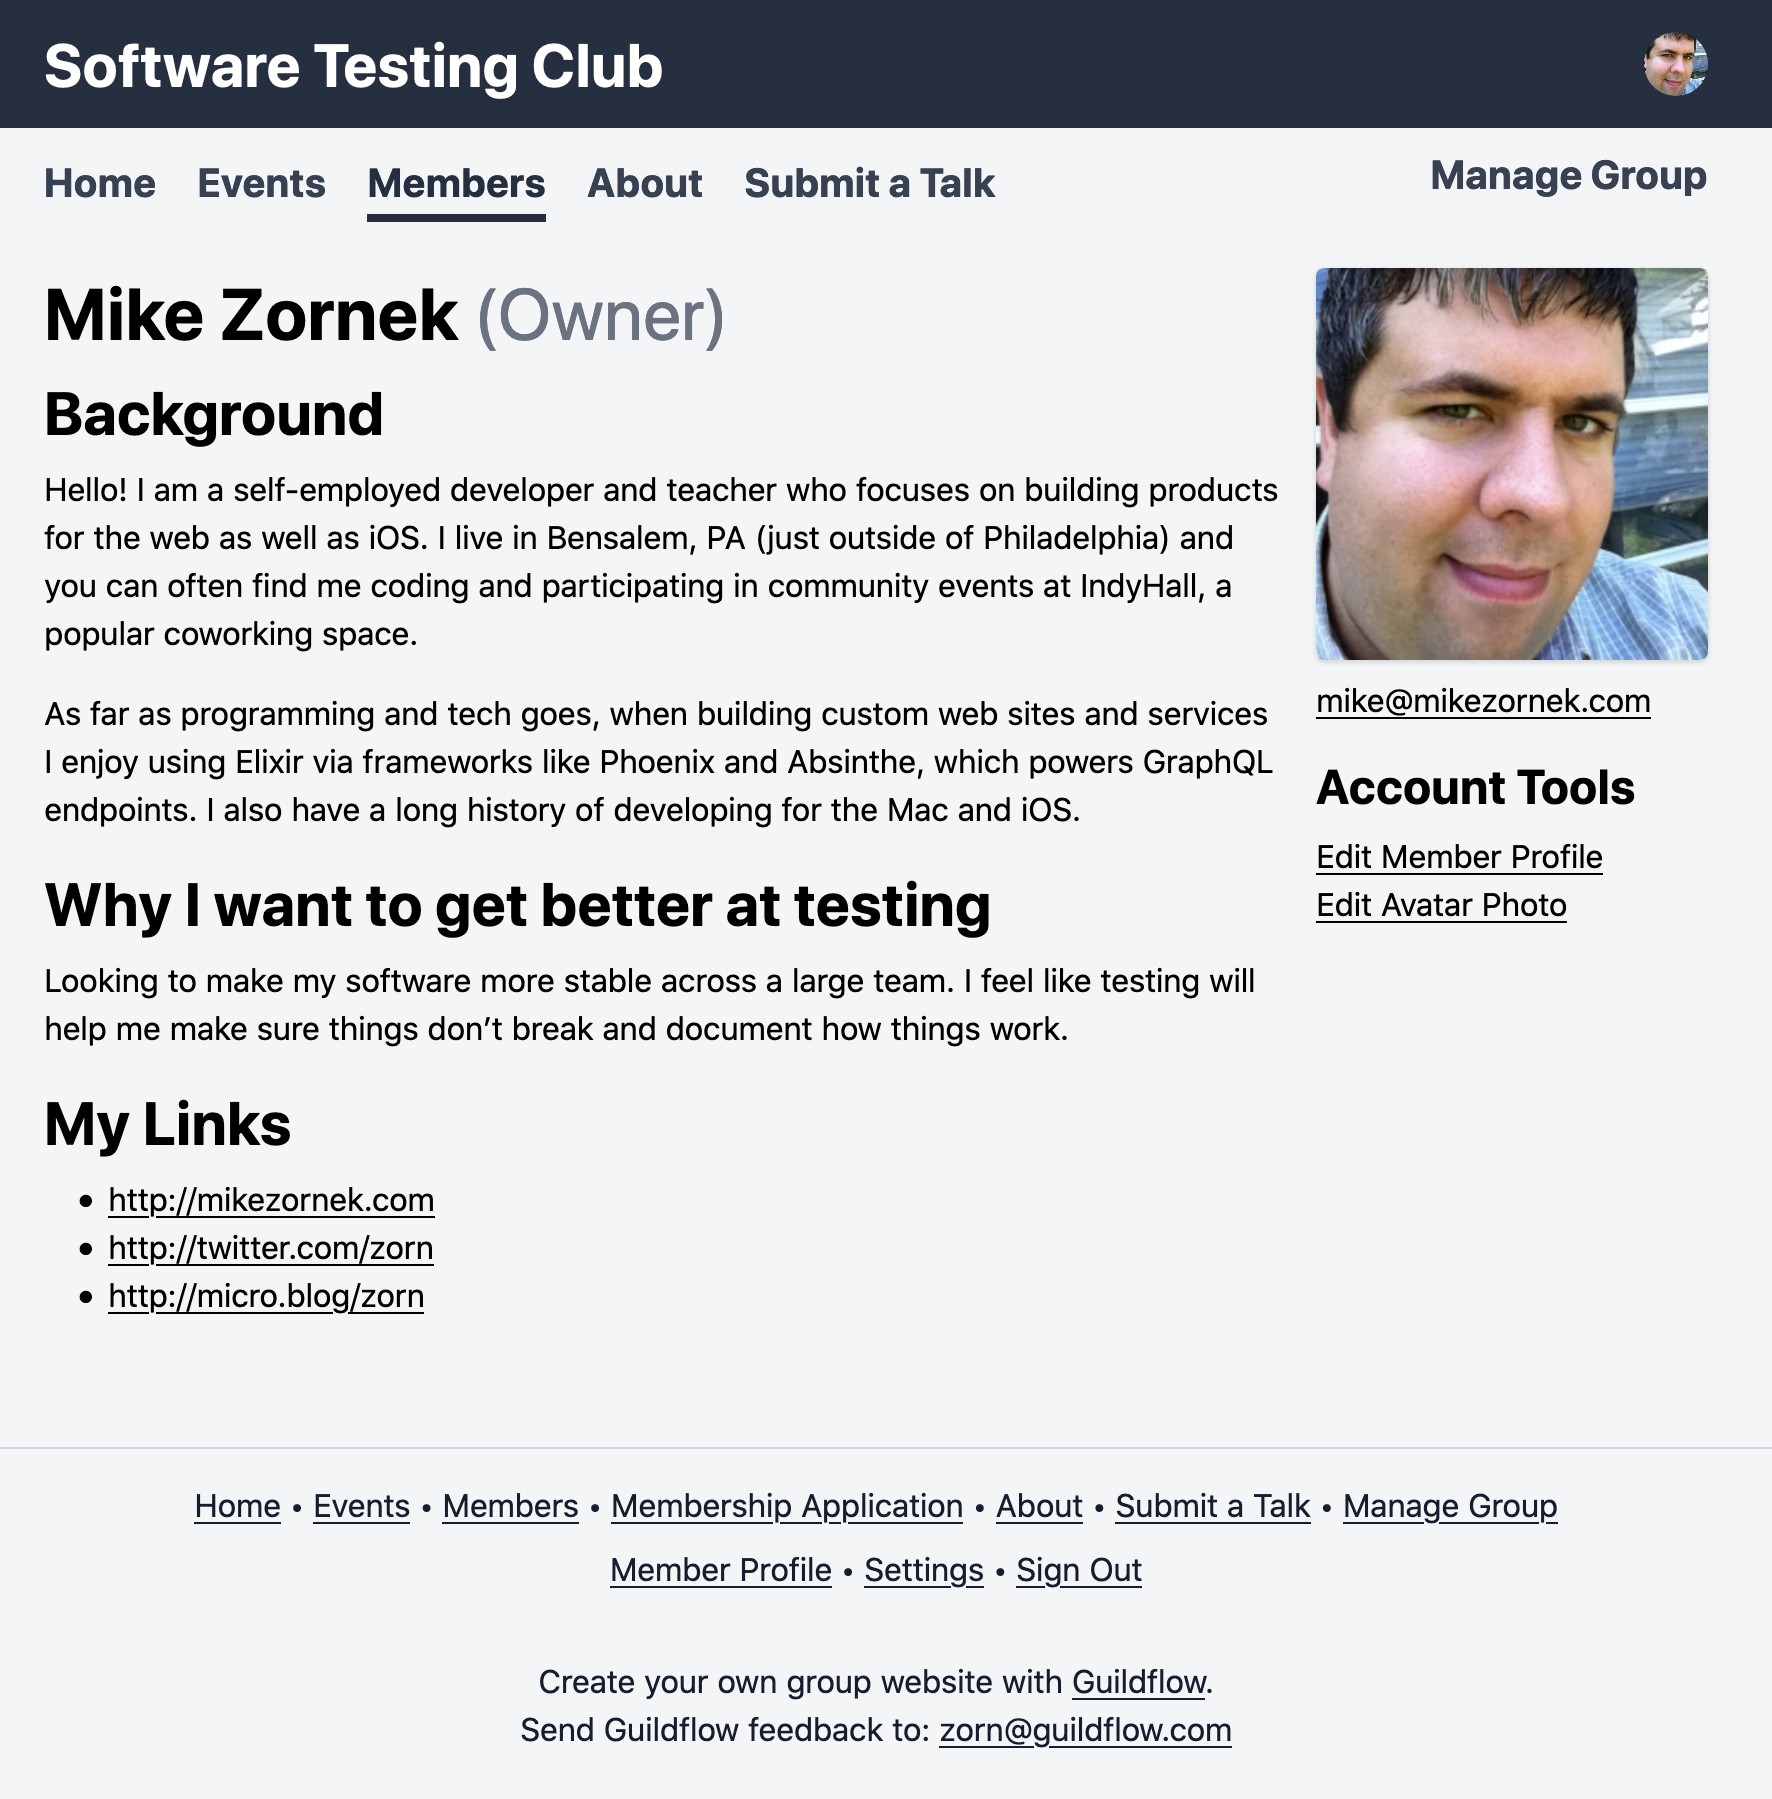 Software Testing Club
Home Events Members About Submit a Talk Manage Group
Mike Zornek (Owner)
Background
Hello! I am a self-employed developer and teacher who focuses on building products
for the web as well as iOS. I live in Bensalem, PA (just outside of Philadelphia) and
you can often find me coding and participating in community events at IndyHall, a
popular coworking space.
As far as programming and tech goes, when building custom web sites and services
I enjoy using Elixir via frameworks like Phoenix and Absinthe, which powers GraphQL
endpoints. I also have a long history of developing for the Mac and iOS.
Why I want to get better at testing
Looking to make my software more stable across a large team. I feel like testing will
help me make sure things don’t break and document how things work.
My Links
• http://mikezornek.com
• http://twitter.com/zorn
• http://micro.blog/zorn
mike@mikezornek.com
Account Tools
Edit Member Profile
Edit Avatar Photo
Home • Events • Members • Membership Application • About • Submit a Talk • Manage Group
Member Profile • Settings • Sign Out
Create your own group website with Guildflow.
Send Guildflow feedback to: zorn@guildflow.com